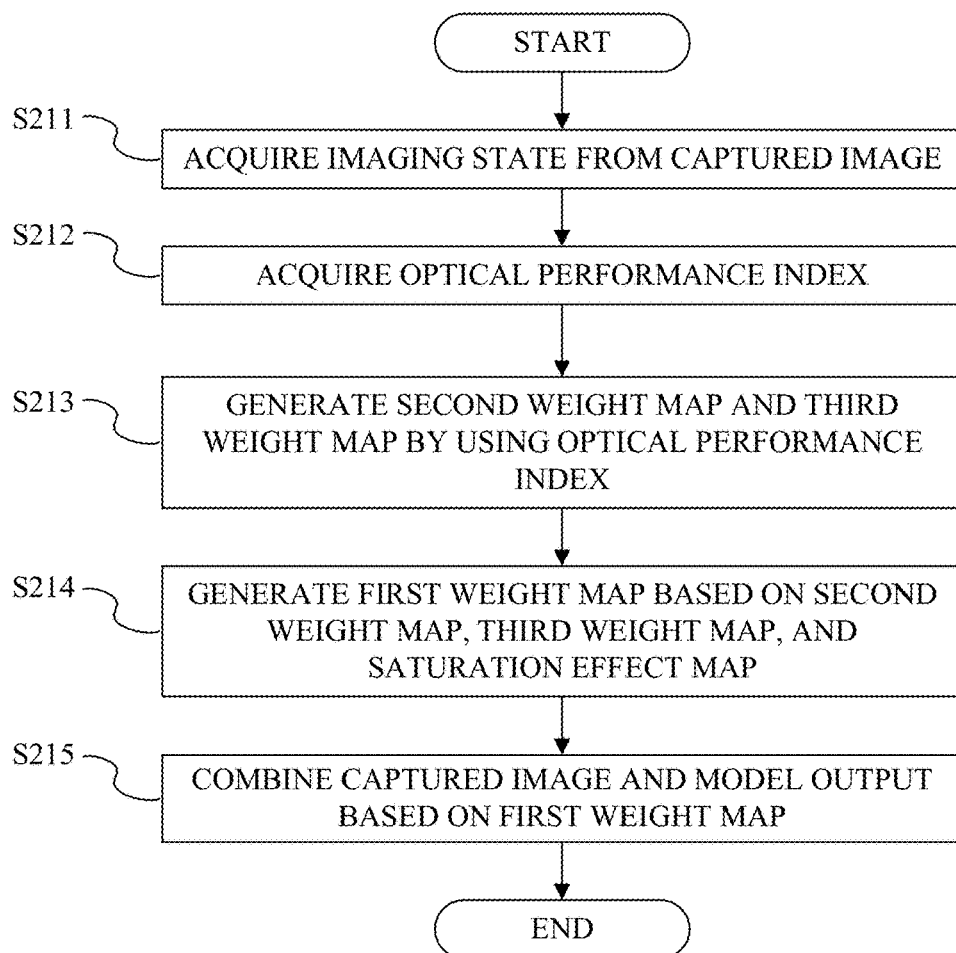 START
S211
ACQUIRE IMAGING STATE FROM CAPTURED IMAGE
S212
ACQUIRE OPTICAL PERFORMANCE INDEX
S213
GENERATE SECOND WEIGHT MAP AND THIRD
WEIGHT MAP BY USING OPTICAL PERFORMANCE
INDEX
S214
GENERATE FIRST WEIGHT MAP BASED ON SECOND
WEIGHT MAP, THIRD WEIGHT MAP, AND
SATURATION EFFECT MAP
S215
COMBINE CAPTURED IMAGE AND MODEL OUTPUT
BASED ON FIRST WEIGHT MAP
END